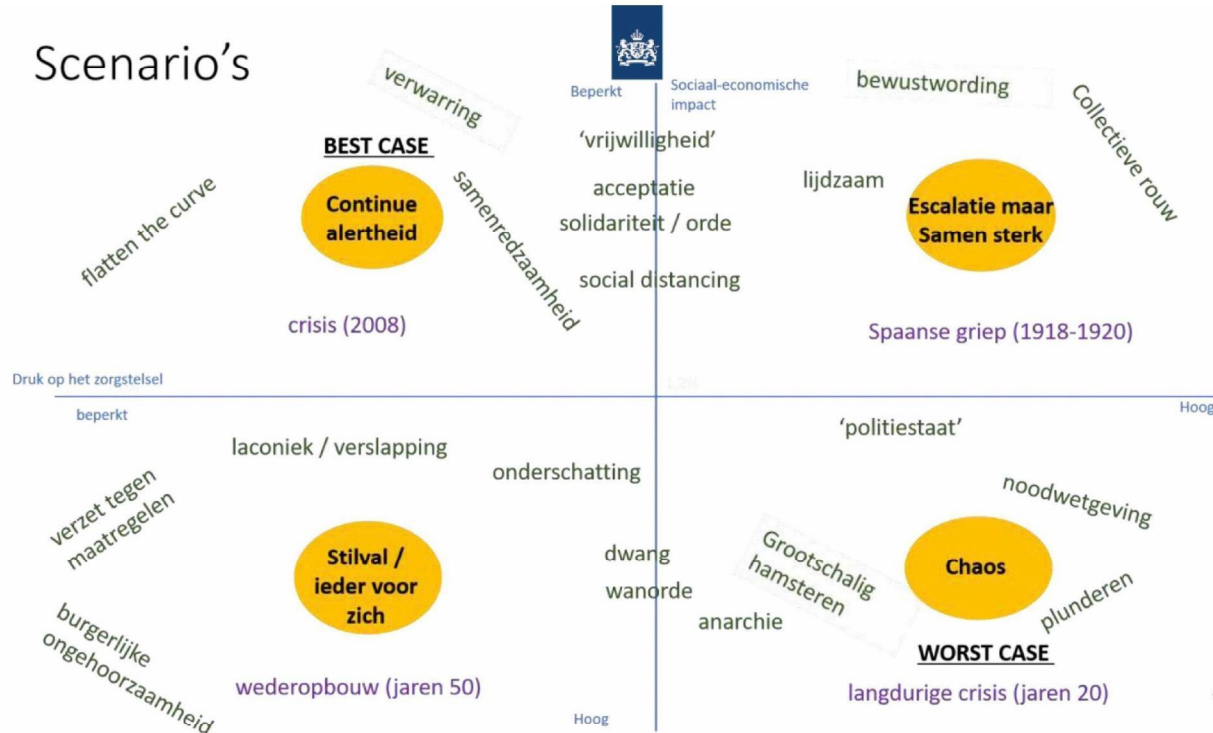 Scenario's
verwarring
Beperkt
Sociaal-economische
impact
bewustwording
Collectieve rouw
'vrijwilligheid'
BEST CASE
flatten the curve
Continue
alertheid
samenredzaamheid
acceptatie
solidariteit / orde
social distancing
lijdzaam
Escalatie maar
Samen sterk
crisis (2008)
Spaanse griep (1918-1920)
Druk op het zorgstelsel
beperkt
Hoog
laconiek / verslapping
onderschatting
'politiestaat'
verzet tegen
maatregelen
noodwetgeving
Stilval /
ieder voor
zich
dwang
wanorde
anarchie
Grootschalig
hamsteren
Chaos
plunderen
burgerlijke
ongehoorzaamheid
WORST CASE
wederopbouw (jaren 50)
langdurige crisis (jaren 20)
Hoog